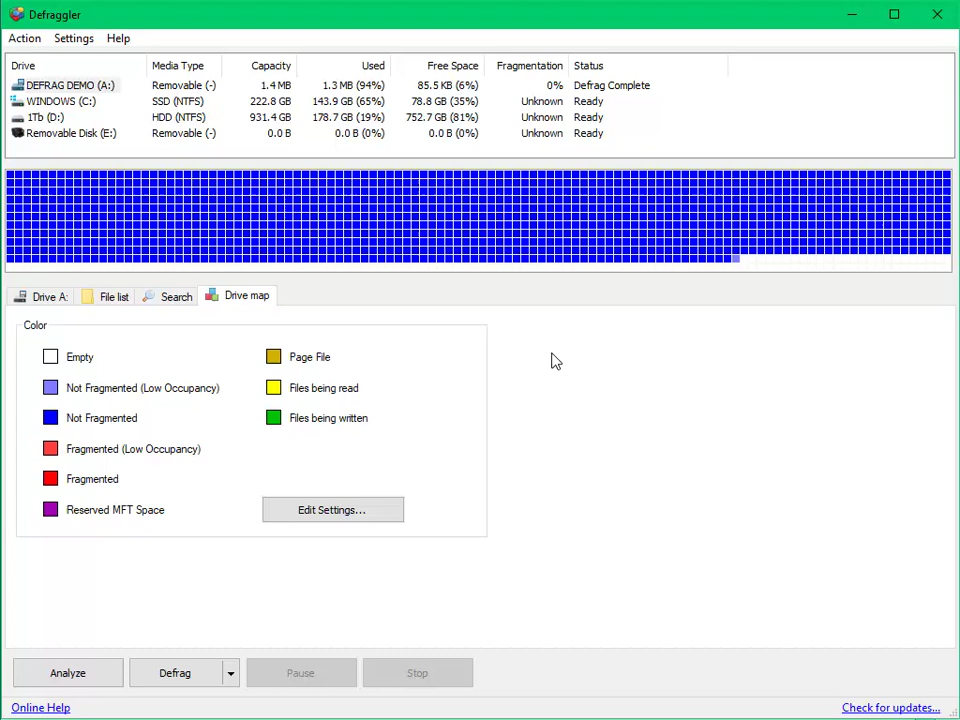 Defraggler
Action Settings Help
Drive Media Type Capacity Used Free Space Fragmentation Status
DEFRAG DEMO (A:) Removable (-) 1.4 MB 1.3 MB (94%) 85.5 KB (6%) 0% Defrag Complete
WINDOWS (C:) SSD (NTFS) 222.8 GB 143.9 GB (65%) 78.8 GB (35%) Unknown Ready
1Tb (D:) HDD (NTFS) 931.4 GB 178.7 GB (19%) 752.7 GB (81%) Unknown Ready
Removable Disk (E:) Removable (-) 0.0 B 0.0 B (0%) 0.0 B (0%) Unknown Ready
Drive A: File list Search Drive map
Color
Empty Page File
Not Fragmented (Low Occupancy) Files being read
Not Fragmented Files being written
Fragmented (Low Occupancy)
Fragmented
Reserved MFT Space Edit Settings...
Analyze Defrag Pause Stop
Online Help Check for updates...